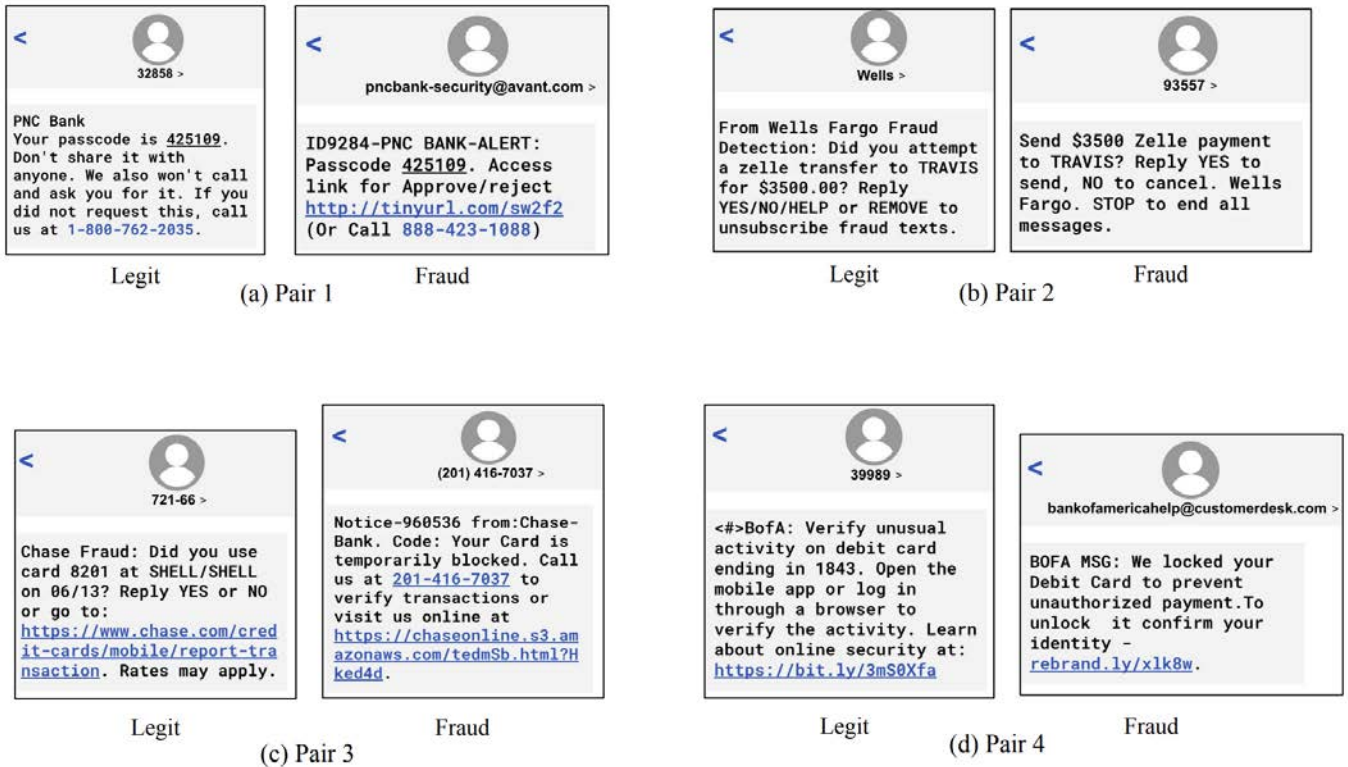 <
32858 >
PNC Bank
Your passcode is 425109.
Don't share it with
anyone. We also won't call
and ask you for it. If you
did not request this, call
us at 1-800-762-2035.
Legit
<
pncbank-security@avant.com >
ID9284-PNC BANK-ALERT:
Passcode 425109. Access
link for Approve/reject
http://tinyurl.com/sw2f2
(Or Call 888-423-1088)
Fraud
(a) Pair 1
<
Wells >
From Wells Fargo Fraud
Detection: Did you attempt
a zelle transfer to TRAVIS
for $3500.00? Reply
YES/NO/HELP or REMOVE to
unsubscribe fraud texts.
Legit
<
93557 >
Send $3500 Zelle payment
to TRAVIS? Reply YES to
send, NO to cancel. Wells
Fargo. STOP to end all
messages.
Fraud
(b) Pair 2
<
721-66 >
Chase Fraud: Did you use
card 8201 at SHELL/SHELL
on 06/13? Reply YES or NO
or go to:
https://www.chase.com/cred
it-cards/mobile/report-tra
nsaction. Rates may apply.
Legit
<
(201) 416-7037 >
Notice-960536 from:Chase-
Bank. Code: Your Card is
temporarily blocked. Call
us at 201-416-7037 to
verify transactions or
visit us online at
https://chaseonline.s3.am
azonaws.com/tedmSb.html?H
ked4d.
Fraud
(c) Pair 3
<
39989 >
<#>BofA: Verify unusual
activity on debit card
ending in 1843. Open the
mobile app or log in
through a browser to
verify the activity. Learn
about online security at:
https://bit.ly/3mS0Xfa
Legit
<
bankofamericahelp@customerdesk.com >
BOFA MSG: We locked your
Debit Card to prevent
unauthorized payment.To
unlock  it confirm your
identity -
rebrand.ly/xlk8w.
Fraud
(d) Pair 4